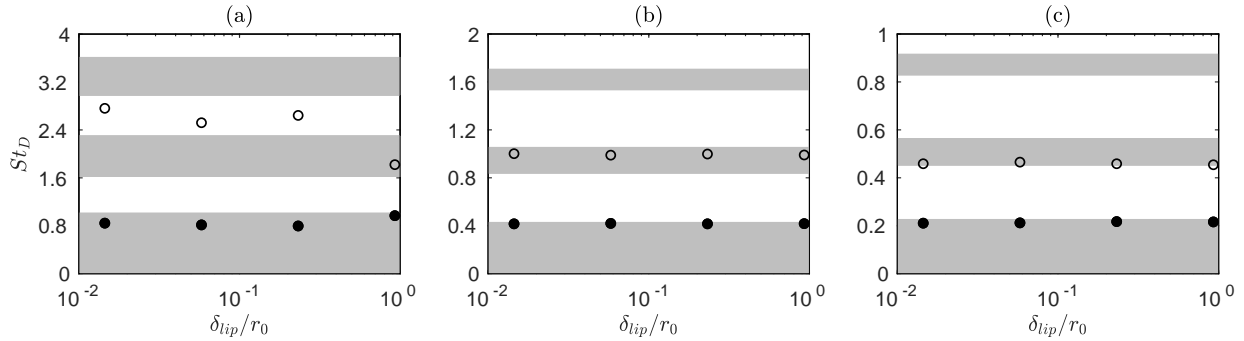 (a) (b) (c)
4 2 1
3.2 1.6 0.8
2.4 1.2 0.6
St_D
1.6 0.8 0.4
0.8 0.4 0.2
0 0 0
10^-2 10^-1 10^0 10^-2 10^-1 10^0 10^-2 10^-1 10^0
δ_lip/r_0 δ_lip/r_0 δ_lip/r_0